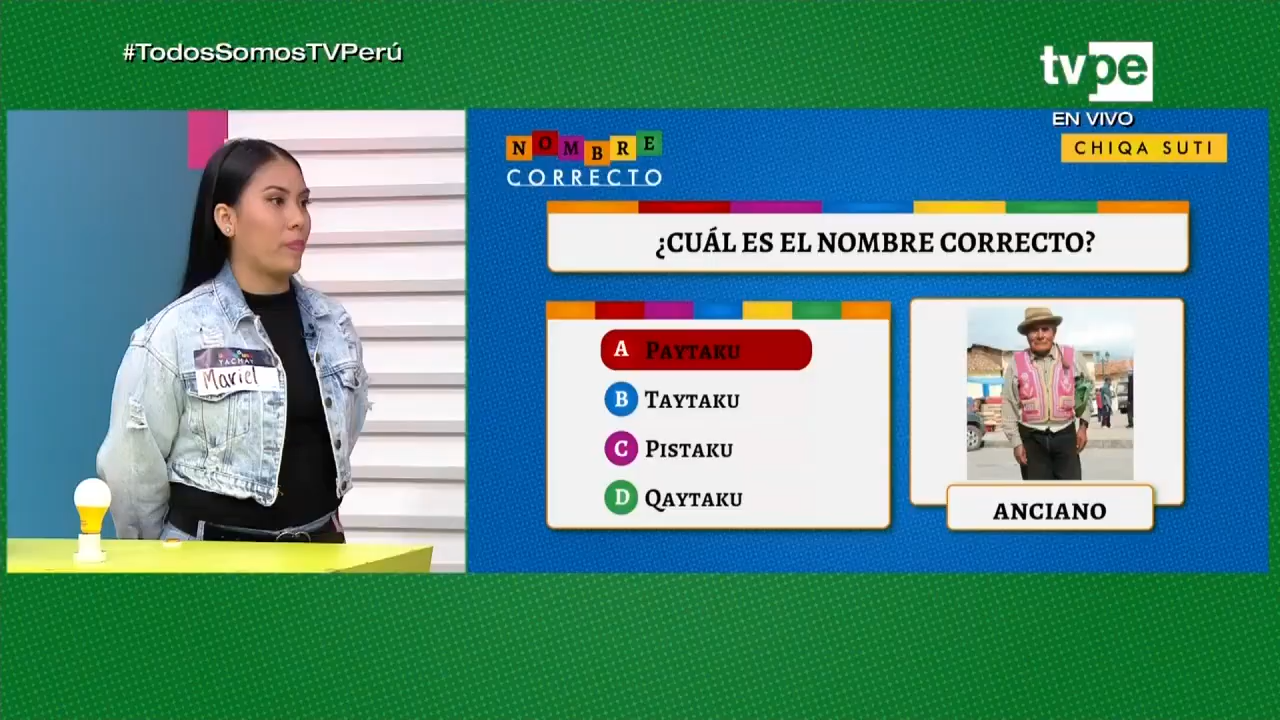 #TodosSomosTVPerú
tvpe
EN VIVO
CHIQA SUTI
NOMBRE
CORRECTO
¿CUÁL ES EL NOMBRE CORRECTO?
A PAYTAKU
B TAYTAKU
C PISTAKU
D QAYTAKU
ANCIANO
YACHAY
Mariel